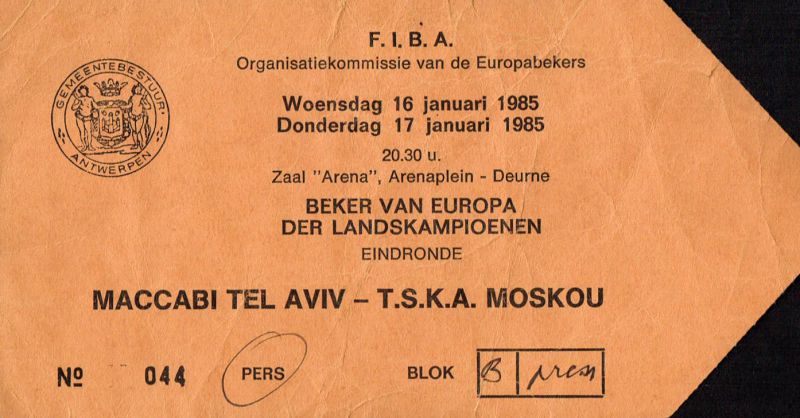 F. I. B. A.
Organisatiekommissie van de Europabekers
GEMEENTEBESTUUR
ANTWERPEN
Woensdag 16 januari 1985
Donderdag 17 januari 1985
20.30 u.
Zaal "Arena", Arenaplein - Deurne
BEKER VAN EUROPA
DER LANDSKAMPIOENEN
EINDRONDE
MACCABI TEL AVIV – T.S.K.A. MOSKOU
Nº 044 PERS BLOK B press